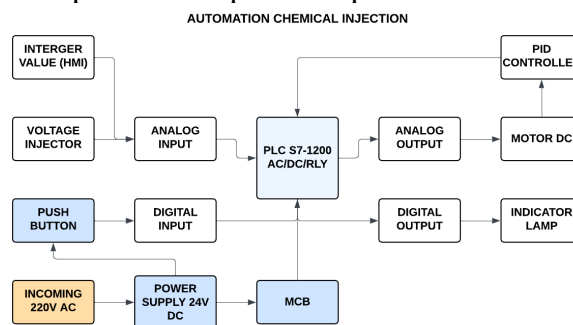 AUTOMATION CHEMICAL INJECTION
INTERGER
VALUE (HMI)
PID
CONTROLLE
VOLTAGE
INJECTOR
ANALOG
INPUT
PLC S7-1200
AC/DC/RLY
ANALOG
OUTPUT
MOTOR DC
PUSH
BUTTON
DIGITAL
INPUT
DIGITAL
OUTPUT
INDICATOR
LAMP
INCOMING
220V AC
POWER
SUPPLY 24V
DC
MCB